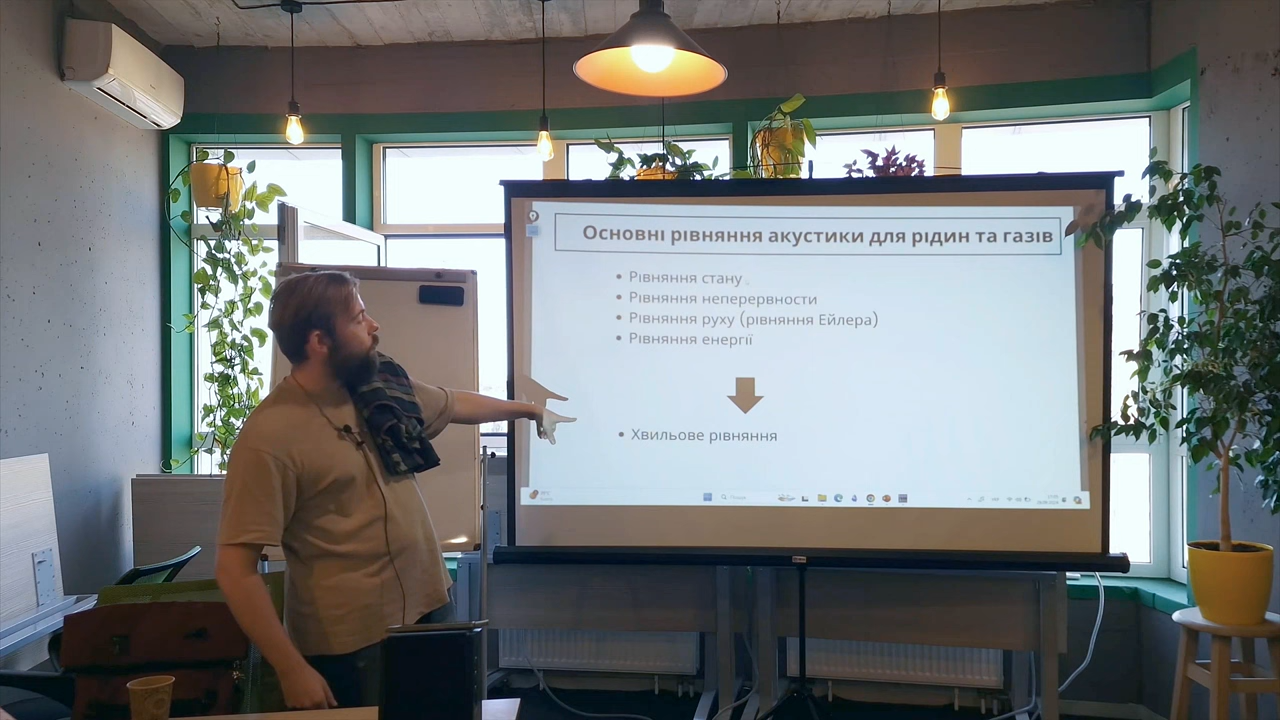 Основні рівняння акустики для рідин та газів
• Рівняння стану
• Рівняння неперервности
• Рівняння руху (рівняння Ейлера)
• Рівняння енергії
• Хвильове рівняння